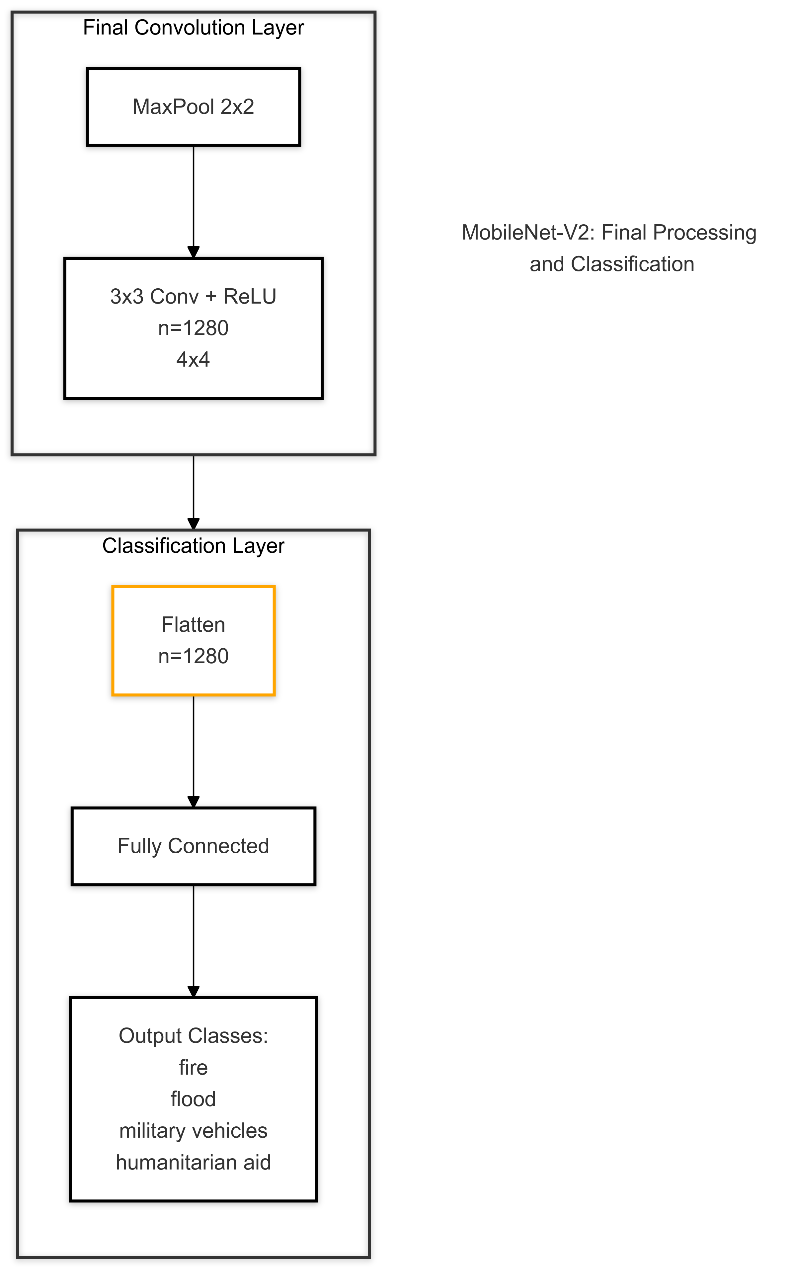 Final Convolution Layer
MaxPool 2x2
MobileNet-V2: Final Processing
and Classification
3x3 Conv + ReLU
n=1280
4x4
Classification Layer
Flatten
n=1280
Fully Connected
Output Classes:
fire
flood
military vehicles
humanitarian aid